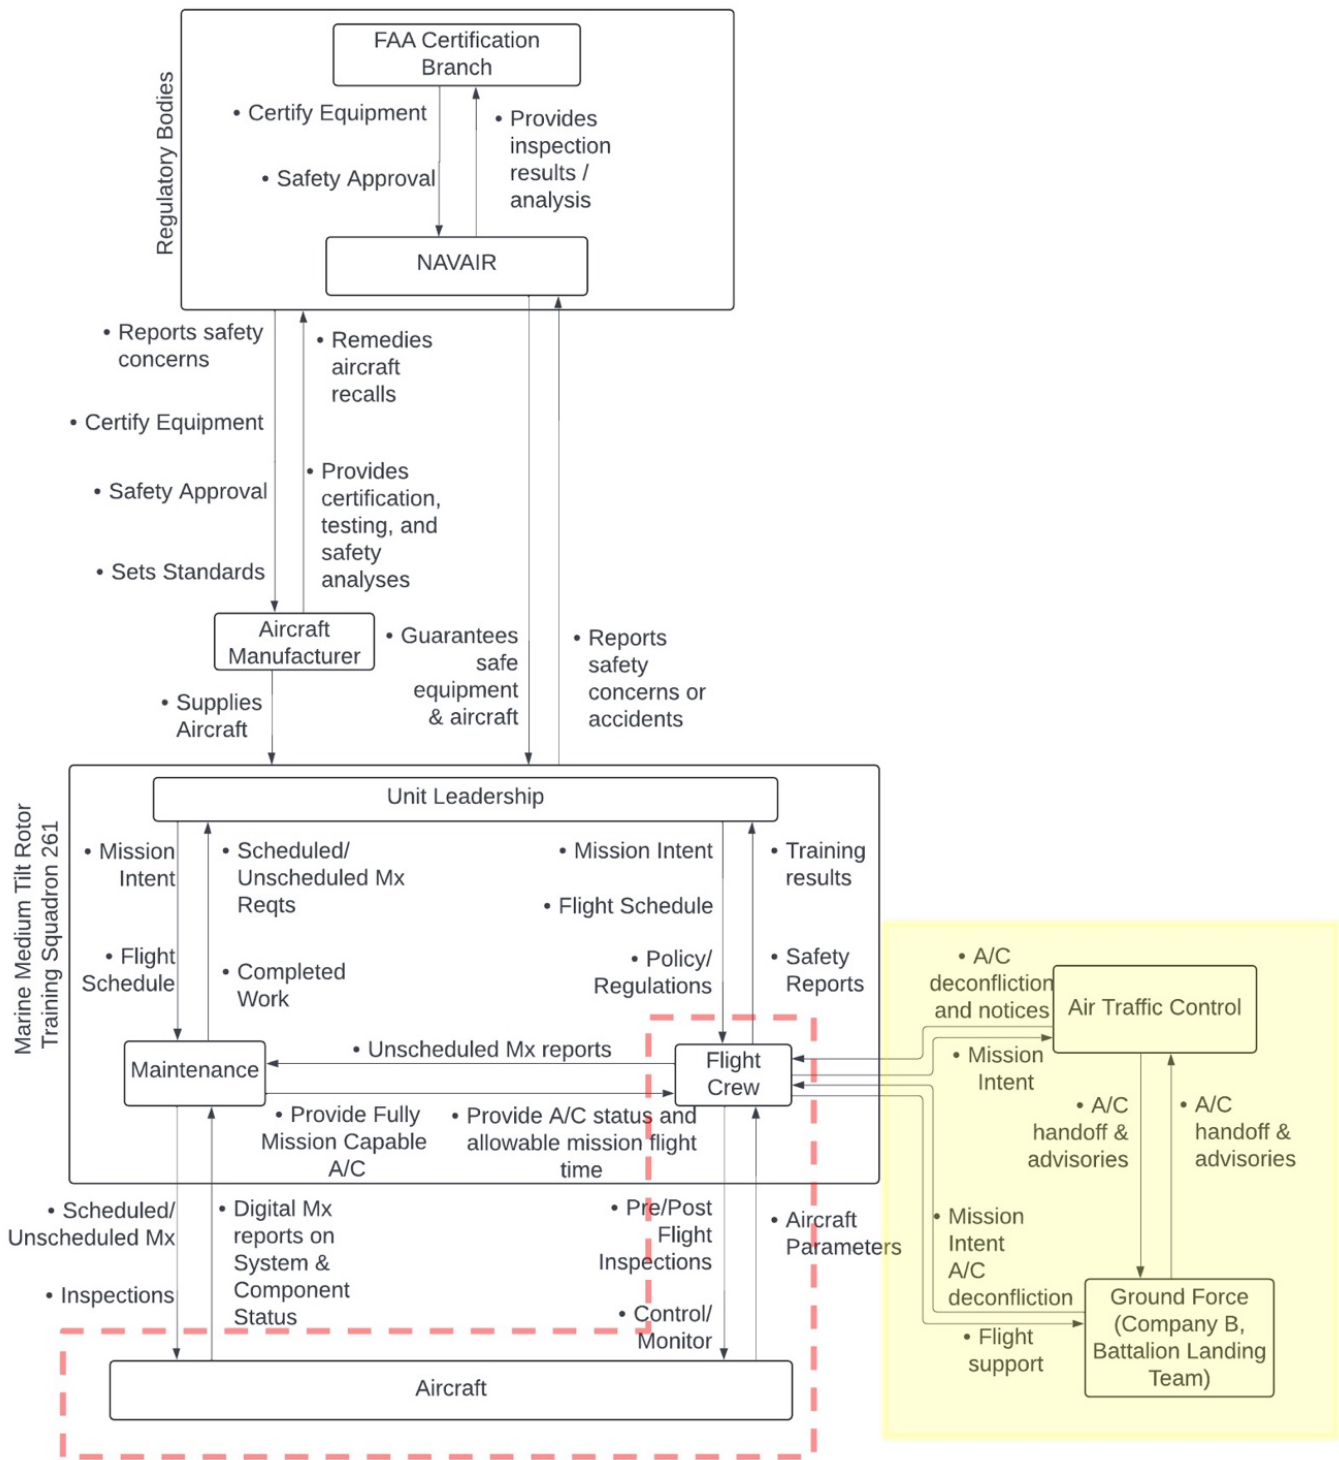 FAA Certification
Branch
Regulatory Bodies
• Certify Equipment
• Safety Approval
• Provides
inspection
results /
analysis
NAVAIR
• Reports safety
concerns
• Certify Equipment
• Safety Approval
• Sets Standards
• Remedies
aircraft
recalls
• Provides
certification,
testing, and
safety
analyses
Aircraft
Manufacturer
• Supplies
Aircraft
• Guarantees
safe
equipment
& aircraft
• Reports
safety
concerns or
accidents
Marine Medium Tilt Rotor
Training Squadron 261
Unit Leadership
• Mission
Intent
• Flight
Schedule
• Scheduled/
Unscheduled Mx
Reqts
• Completed
Work
• Mission Intent
• Flight Schedule
• Policy/
Regulations
• Training
results
• Safety
Reports
Maintenance
• Unscheduled Mx reports
Flight
Crew
• Provide Fully
Mission Capable
A/C
• Provide A/C status and
allowable mission flight
time
• Scheduled/
Unscheduled Mx
• Inspections
• Digital Mx
reports on
System &
Component
Status
• Pre/Post
Flight
Inspections
• Control/
Monitor
• Aircraft
Parameters
Aircraft
• A/C
deconfliction
and notices
Air Traffic Control
• Mission
Intent
• A/C
handoff &
advisories
• A/C
handoff &
advisories
• Mission
Intent
A/C
deconfliction
• Flight
support
Ground Force
(Company B,
Battalion Landing
Team)